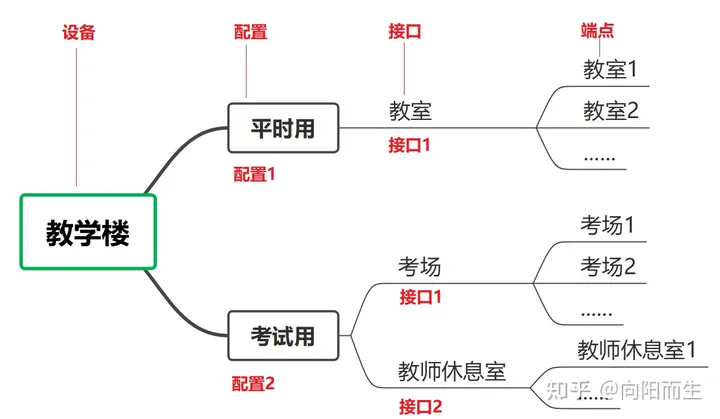 设备
配置
接口
端点
教室1
平时用
教室
教室2
配置1
接口1
......
教学楼
考场1
考场
考场2
接口1
......
考试用
教师休息室1
配置2
教师休息室
......
接口2
知乎 @向阳而生